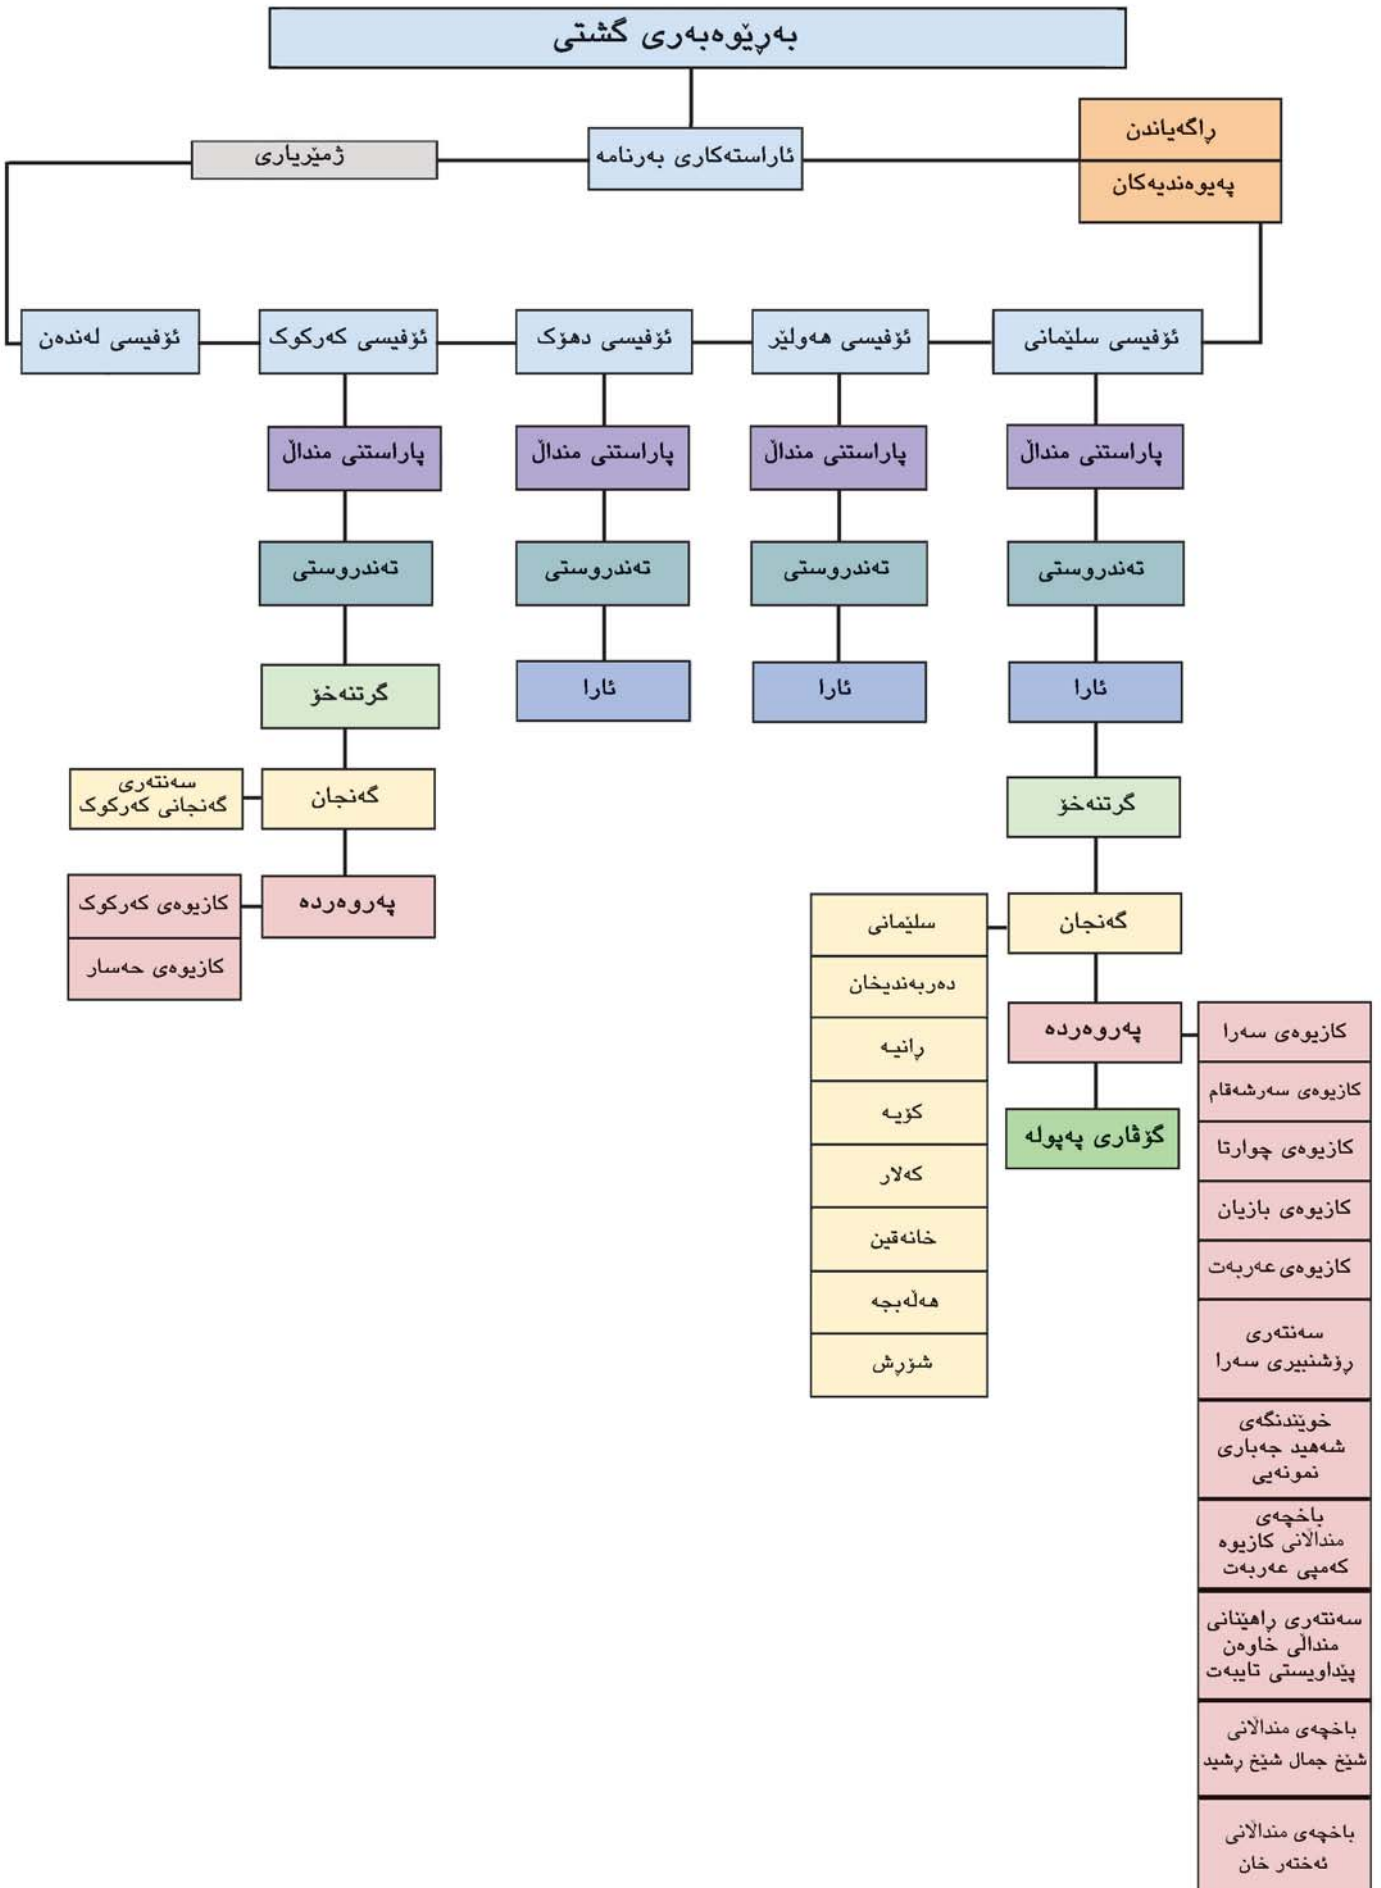 بەڕێوەبەری گشتی
ڕاگەیاندن
ئاراستەکاری بەرنامە
ژمێریاری
پەیوەندیەکان
ئۆفیسی سلێمانی
ئۆفیسی هەولێر
ئۆفیسی دهۆک
ئۆفیسی کەرکوک
ئۆفیسی لەندەن
پاراستنی منداڵ
پاراستنی منداڵ
پاراستنی منداڵ
پاراستنی منداڵ
تەندروستی
تەندروستی
تەندروستی
تەندروستی
ئارا
ئارا
ئارا
گرتنەخۆ
گرتنەخۆ
گەنجان
سەنتەری
گەنجانی کەرکوک
پەروەردە
کازیوەی کەرکوک
کازیوەی حەسار
گەنجان
سلێمانی
دەربەندیخان
ڕانیە
کۆیە
کەلار
خانەقین
هەڵەبجە
شۆڕش
پەروەردە
گۆڤاری پەپولە
کازیوەی سەرا
کازیوەی سەرشەقام
کازیوەی چوارتا
کازیوەی بازیان
کازیوەی عەربەت
سەنتەری
ڕۆشنبیری سەرا
خوێندنگەی
شەهید جەباری
نمونەیی
باخچەی
منداڵانی کازیوە
کەمپی عەربەت
سەنتەری ڕاهێنانی
منداڵی خاوەن
پێداویستی تایبەت
باخچەی منداڵانی
شێخ جمال شێخ ڕشید
باخچەی منداڵانی
ئەختەر خان